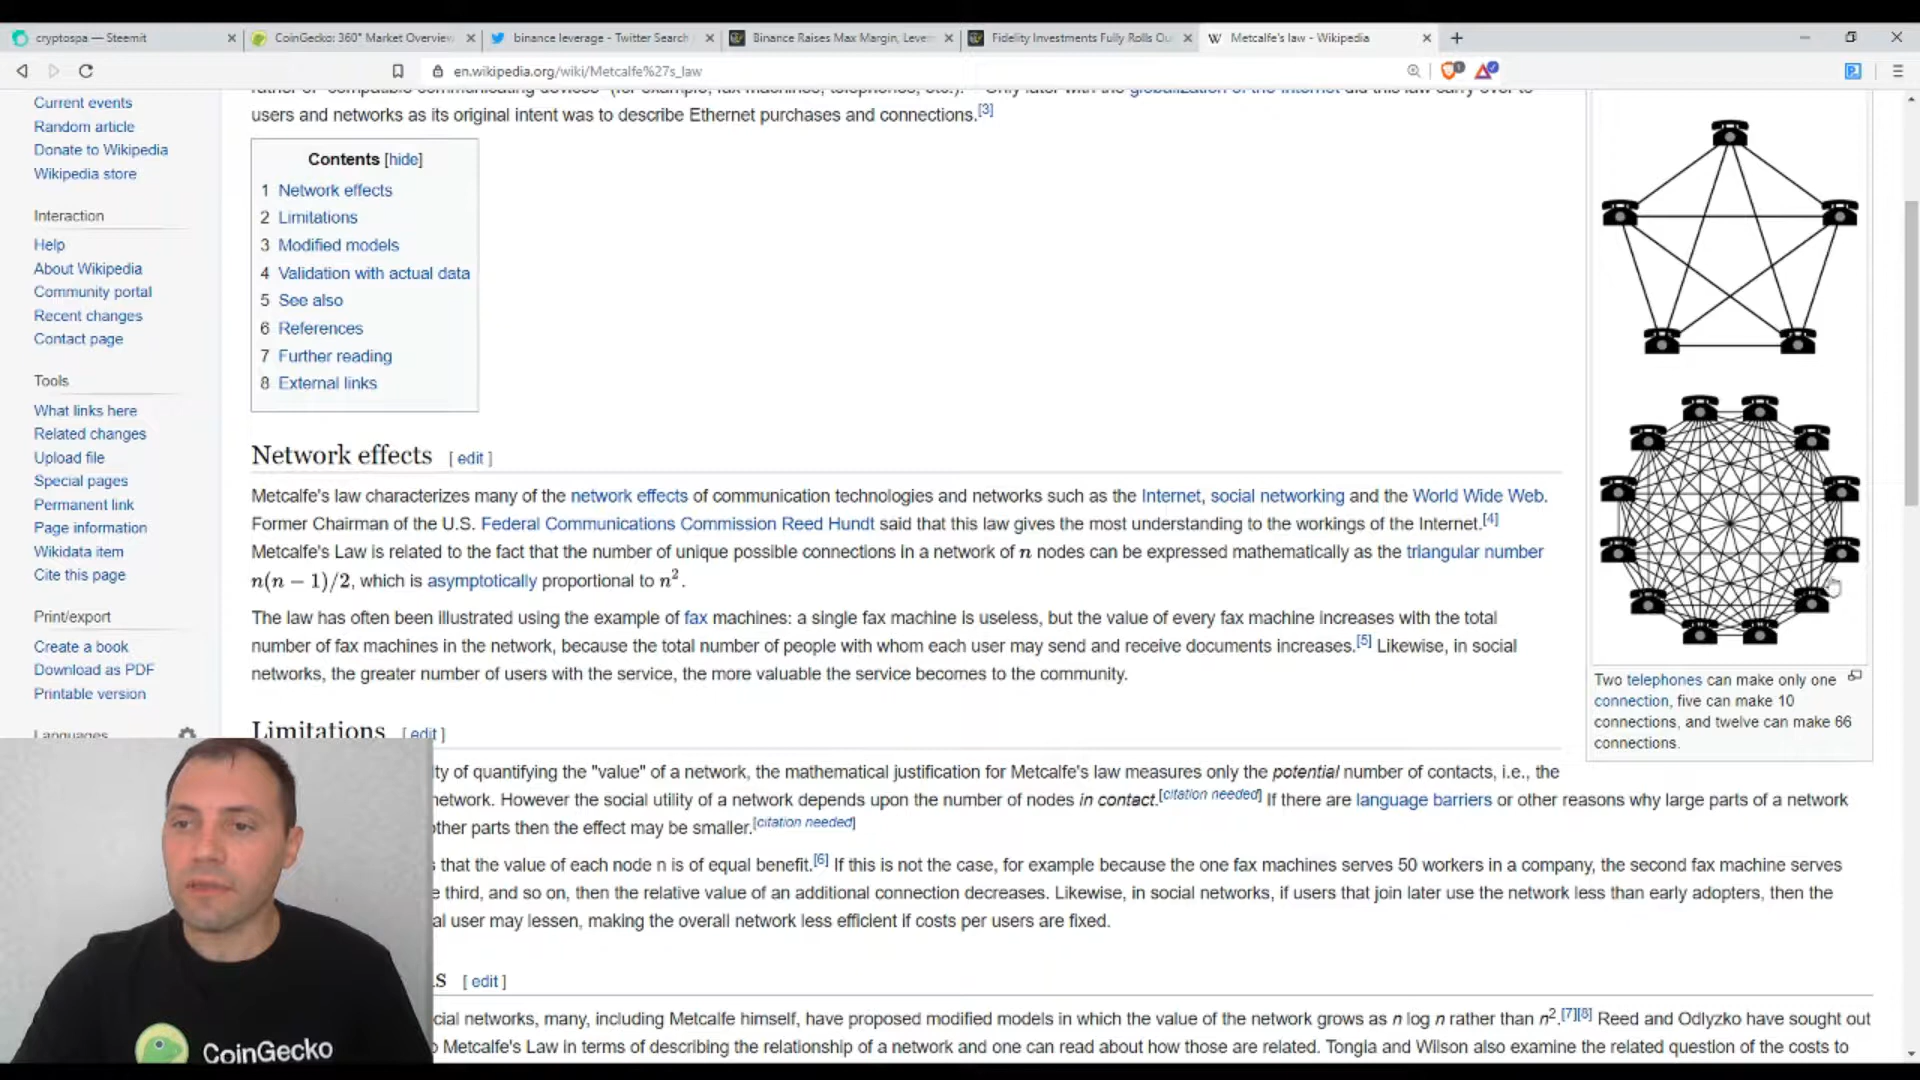 cryptospa — Steemit
CoinGecko: 360° Market Overview
binance leverage - Twitter Search
Binance Raises Max Margin, Lever
Fidelity Investments Fully Rolls Ou
Metcalfe's law - Wikipedia
en.wikipedia.org/wiki/Metcalfe%27s_law
Current events
Random article
Donate to Wikipedia
Wikipedia store
Interaction
Help
About Wikipedia
Community portal
Recent changes
Contact page
Tools
What links here
Related changes
Upload file
Special pages
Permanent link
Page information
Wikidata item
Cite this page
Print/export
Create a book
Download as PDF
Printable version
Languages
rather of "compatible communicating devices" (for example, fax machines, telephones, etc.). Only later with the globalization of the Internet did this law carry over to
users and networks as its original intent was to describe Ethernet purchases and connections.[3]
Contents [hide]
1 Network effects
2 Limitations
3 Modified models
4 Validation with actual data
5 See also
6 References
7 Further reading
8 External links
Network effects [ edit ]
Metcalfe's law characterizes many of the network effects of communication technologies and networks such as the Internet, social networking and the World Wide Web.
Former Chairman of the U.S. Federal Communications Commission Reed Hundt said that this law gives the most understanding to the workings of the Internet.[4]
Metcalfe's Law is related to the fact that the number of unique possible connections in a network of n nodes can be expressed mathematically as the triangular number
n(n − 1)/2, which is asymptotically proportional to n².
The law has often been illustrated using the example of fax machines: a single fax machine is useless, but the value of every fax machine increases with the total
number of fax machines in the network, because the total number of people with whom each user may send and receive documents increases.[5] Likewise, in social
networks, the greater number of users with the service, the more valuable the service becomes to the community.
Limitations [ edit ]
ty of quantifying the "value" of a network, the mathematical justification for Metcalfe's law measures only the potential number of contacts, i.e., the
network. However the social utility of a network depends upon the number of nodes in contact.[citation needed] If there are language barriers or other reasons why large parts of a network
ther parts then the effect may be smaller.[citation needed]
s that the value of each node n is of equal benefit.[6] If this is not the case, for example because the one fax machines serves 50 workers in a company, the second fax machine serves
e third, and so on, then the relative value of an additional connection decreases. Likewise, in social networks, if users that join later use the network less than early adopters, then the
al user may lessen, making the overall network less efficient if costs per users are fixed.
s [ edit ]
cial networks, many, including Metcalfe himself, have proposed modified models in which the value of the network grows as n log n rather than n².[7][8] Reed and Odlyzko have sought out
Metcalfe's Law in terms of describing the relationship of a network and one can read about how those are related. Tongia and Wilson also examine the related question of the costs to
Two telephones can make only one
connection, five can make 10
connections, and twelve can make 66
connections.
CoinGecko